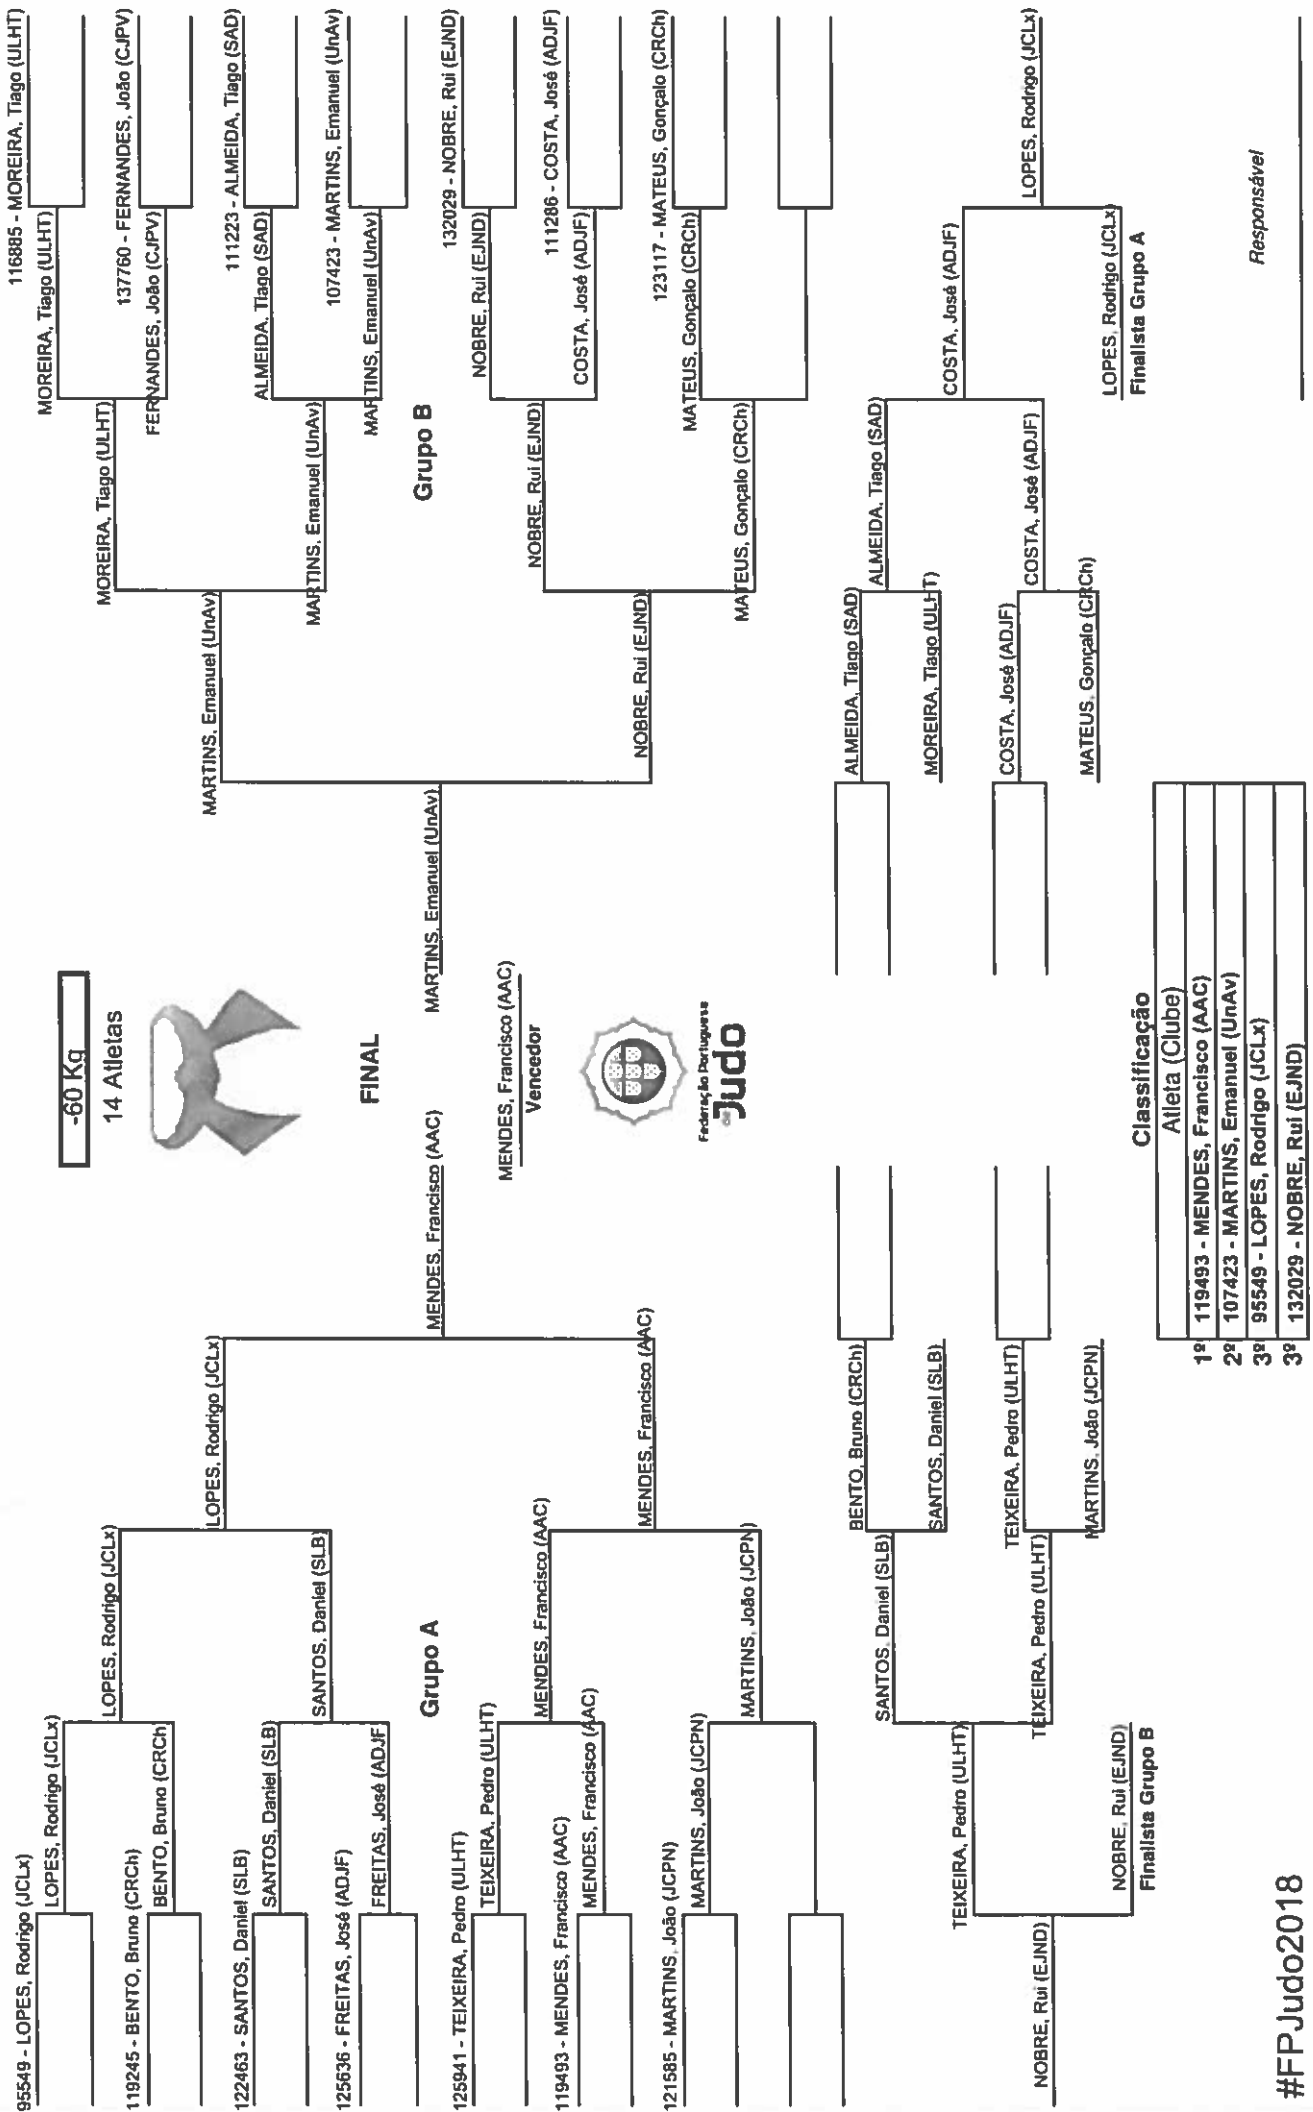 -60 Kg
14 Atletas
FINAL
MENDES, Francisco (AAC)
MARTINS, Emanuel (UnAv)
MENDES, Francisco (AAC)
Vencedor
Federação Portuguesa
de Judo
95549 - LOPES, Rodrigo (JCLx)
LOPES, Rodrigo (JCLx)
119245 - BENTO, Bruno (CRCh)
BENTO, Bruno (CRCh
LOPES, Rodrigo (JCLx)
122463 - SANTOS, Daniel (SLB)
SANTOS, Daniel (SLB
125636 - FREITAS, José (ADJF)
FREITAS, José (ADJF
SANTOS, Daniel (SLB)
LOPES, Rodrigo (JCLx)
Grupo A
125941 - TEIXEIRA, Pedro (ULHT)
TEIXEIRA, Pedro (ULHT)
119493 - MENDES, Francisco (AAC)
MENDES, Francisco (AAC)
MENDES, Francisco (AAC)
121585 - MARTINS, João (JCPN)
MARTINS, João (JCPN)
MARTINS, João (JCPN)
MENDES, Francisco (AAC)
116885 - MOREIRA, Tiago (ULHT)
MOREIRA, Tiago (ULHT)
137760 - FERNANDES, João (CJPV)
FERNANDES, João (CJPV)
MOREIRA, Tiago (ULHT)
111223 - ALMEIDA, Tiago (SAD)
ALMEIDA, Tiago (SAD)
107423 - MARTINS, Emanuel (UnAv)
MARTINS, Emanuel (UnAv)
MARTINS, Emanuel (UnAv)
MARTINS, Emanuel (UnAv)
Grupo B
132029 - NOBRE, Rui (EJND)
NOBRE, Rui (EJND)
111286 - COSTA, José (ADJF)
COSTA, José (ADJF)
NOBRE, Rui (EJND)
123117 - MATEUS, Gonçalo (CRCh)
MATEUS, Gonçalo (CRCh)
MATEUS, Gonçalo (CRCh)
NOBRE, Rui (EJND)
BENTO, Bruno (CRCh)
SANTOS, Daniel (SLB)
SANTOS, Daniel (SLB)
TEIXEIRA, Pedro (ULHT)
MARTINS, João (JCPN)
TEIXEIRA, Pedro (ULHT)
TEIXEIRA, Pedro (ULHT)
NOBRE, Rui (EJND)
Finalista Grupo B
NOBRE, Rui (EJND)
ALMEIDA, Tiago (SAD)
MOREIRA, Tiago (ULHT)
ALMEIDA, Tiago (SAD)
COSTA, José (ADJF)
MATEUS, Gonçalo (CRCh)
COSTA, José (ADJF)
COSTA, José (ADJF)
LOPES, Rodrigo (JCLx)
Finalista Grupo A
LOPES, Rodrigo (JCLx)
Classificação
Atleta (Clube)
1º 119493 - MENDES, Francisco (AAC)
2º 107423 - MARTINS, Emanuel (UnAv)
3º 95549 - LOPES, Rodrigo (JCLx)
3º 132029 - NOBRE, Rui (EJND)
Responsável
#FPJudo2018